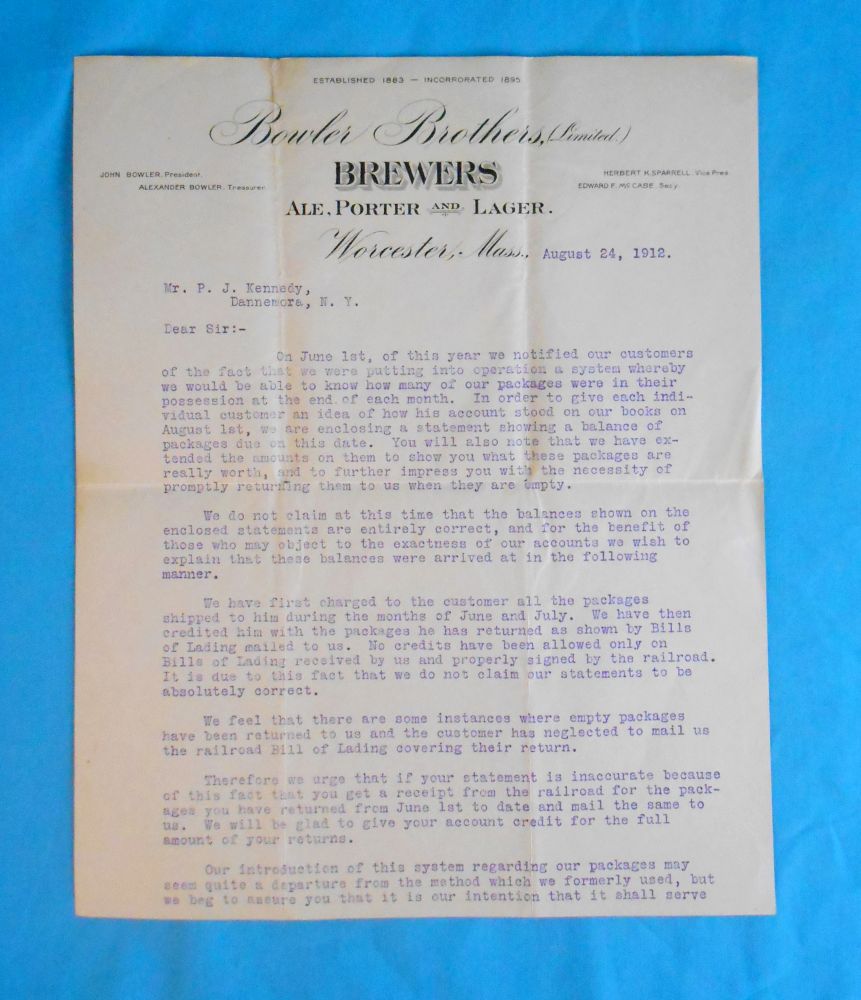 ESTABLISHED 1883 — INCORPORATED 1895
Bowler Brothers, (Limited.)
BREWERS
JOHN BOWLER, President.
ALEXANDER BOWLER, Treasurer.
HERBERT H. SPARRELL, Vice Pres.
EDWARD F. McCABE, Secy.
ALE, PORTER AND LAGER.
Worcester, Mass., August 24, 1912.
Mr. P. J. Kennedy,
Dannemora, N. Y.
Dear Sir:-
On June 1st, of this year we notified our customers
of the fact that we were putting into operation a system whereby
we would be able to know how many of our packages were in their
possession at the end of each month. In order to give each indi-
vidual customer an idea of how his account stood on our books on
August 1st, we are enclosing a statement showing a balance of
packages due on this date. You will also note that we have ex-
tended the amounts on them to show you what these packages are
really worth, and to further impress you with the necessity of
promptly returning them to us when they are empty.
We do not claim at this time that the balances shown on the
enclosed statements are entirely correct, and for the benefit of
those who may object to the exactness of our accounts we wish to
explain that these balances were arrived at in the following
manner.
We have first charged to the customer all the packages
shipped to him during the months of June and July. We have then
credited him with the packages he has returned as shown by Bills
of Lading mailed to us. No credits have been allowed only on
Bills of Lading received by us and properly signed by the railroad.
It is due to this fact that we do not claim our statements to be
absolutely correct.
We feel that there are some instances where empty packages
have been returned to us and the customer has neglected to mail us
the railroad Bill of Lading covering their return.
Therefore we urge that if your statement is inaccurate because
of this fact that you get a receipt from the railroad for the pack-
ages you have returned from June 1st to date and mail the same to
us. We will be glad to give your account credit for the full
amount of your returns.
Our introduction of this system regarding our packages may
seem quite a departure from the method which we formerly used, but
we beg to assure you that it is our intention that it shall serve